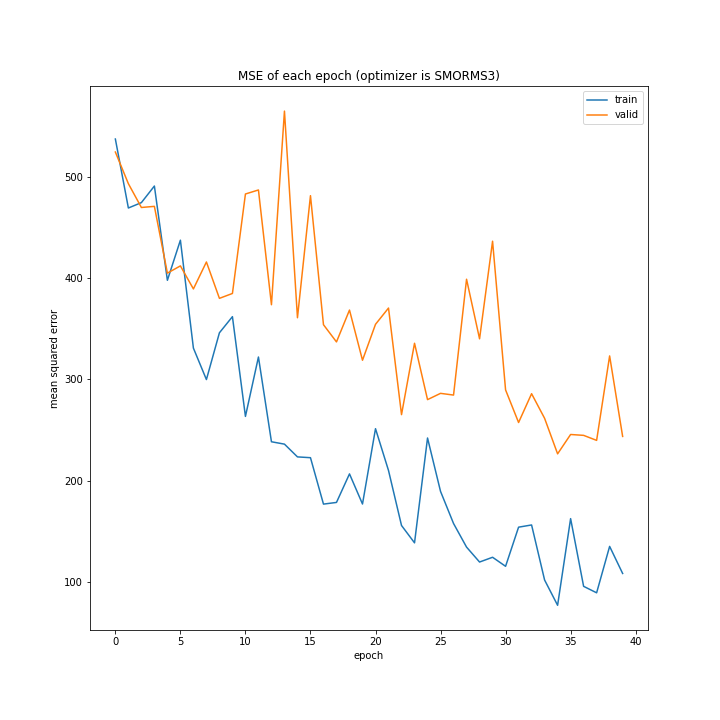 MSE of each epoch (optimizer is SMORMS3)
train
valid
500
400
300
200
100
mean squared error
0 5 10 15 20 25 30 35 40
epoch